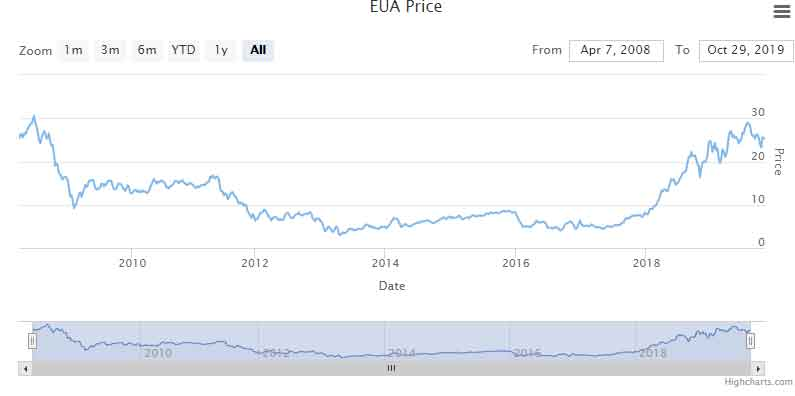 EUA Price
Zoom 1m 3m 6m YTD 1y All From Apr 7, 2008 To Oct 29, 2019
30
20
10
0
Price
2010 2012 2014 2016 2018
Date
2010 2012 2014 2016 2018
Highcharts.com